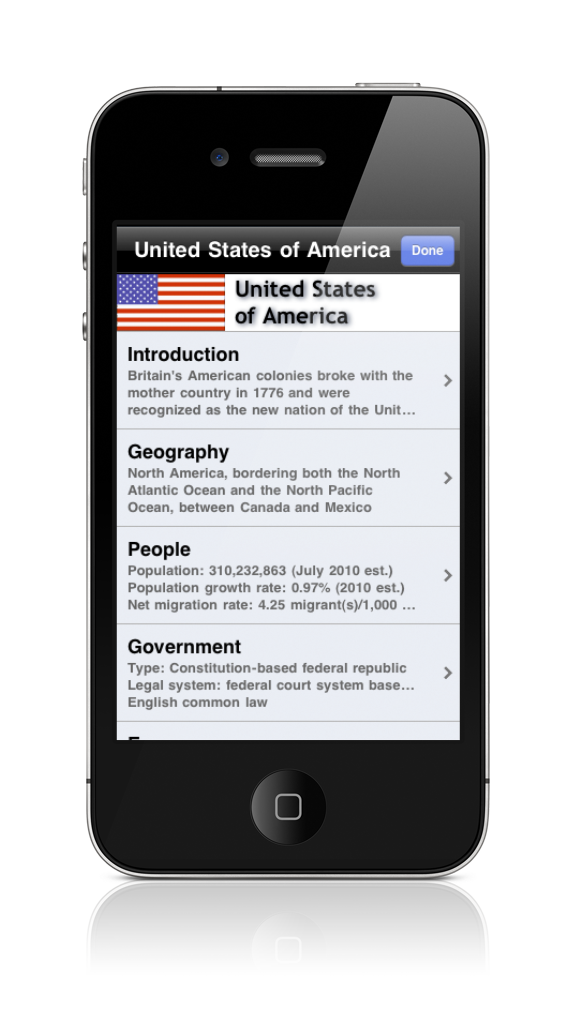 United States of America
Done
United States
of America
Introduction
Britain's American colonies broke with the
mother country in 1776 and were
recognized as the new nation of the Unit...
Geography
North America, bordering both the North
Atlantic Ocean and the North Pacific
Ocean, between Canada and Mexico
People
Population: 310,232,863 (July 2010 est.)
Population growth rate: 0.97% (2010 est.)
Net migration rate: 4.25 migrant(s)/1,000 ...
Government
Type: Constitution-based federal republic
Legal system: federal court system base...
English common law